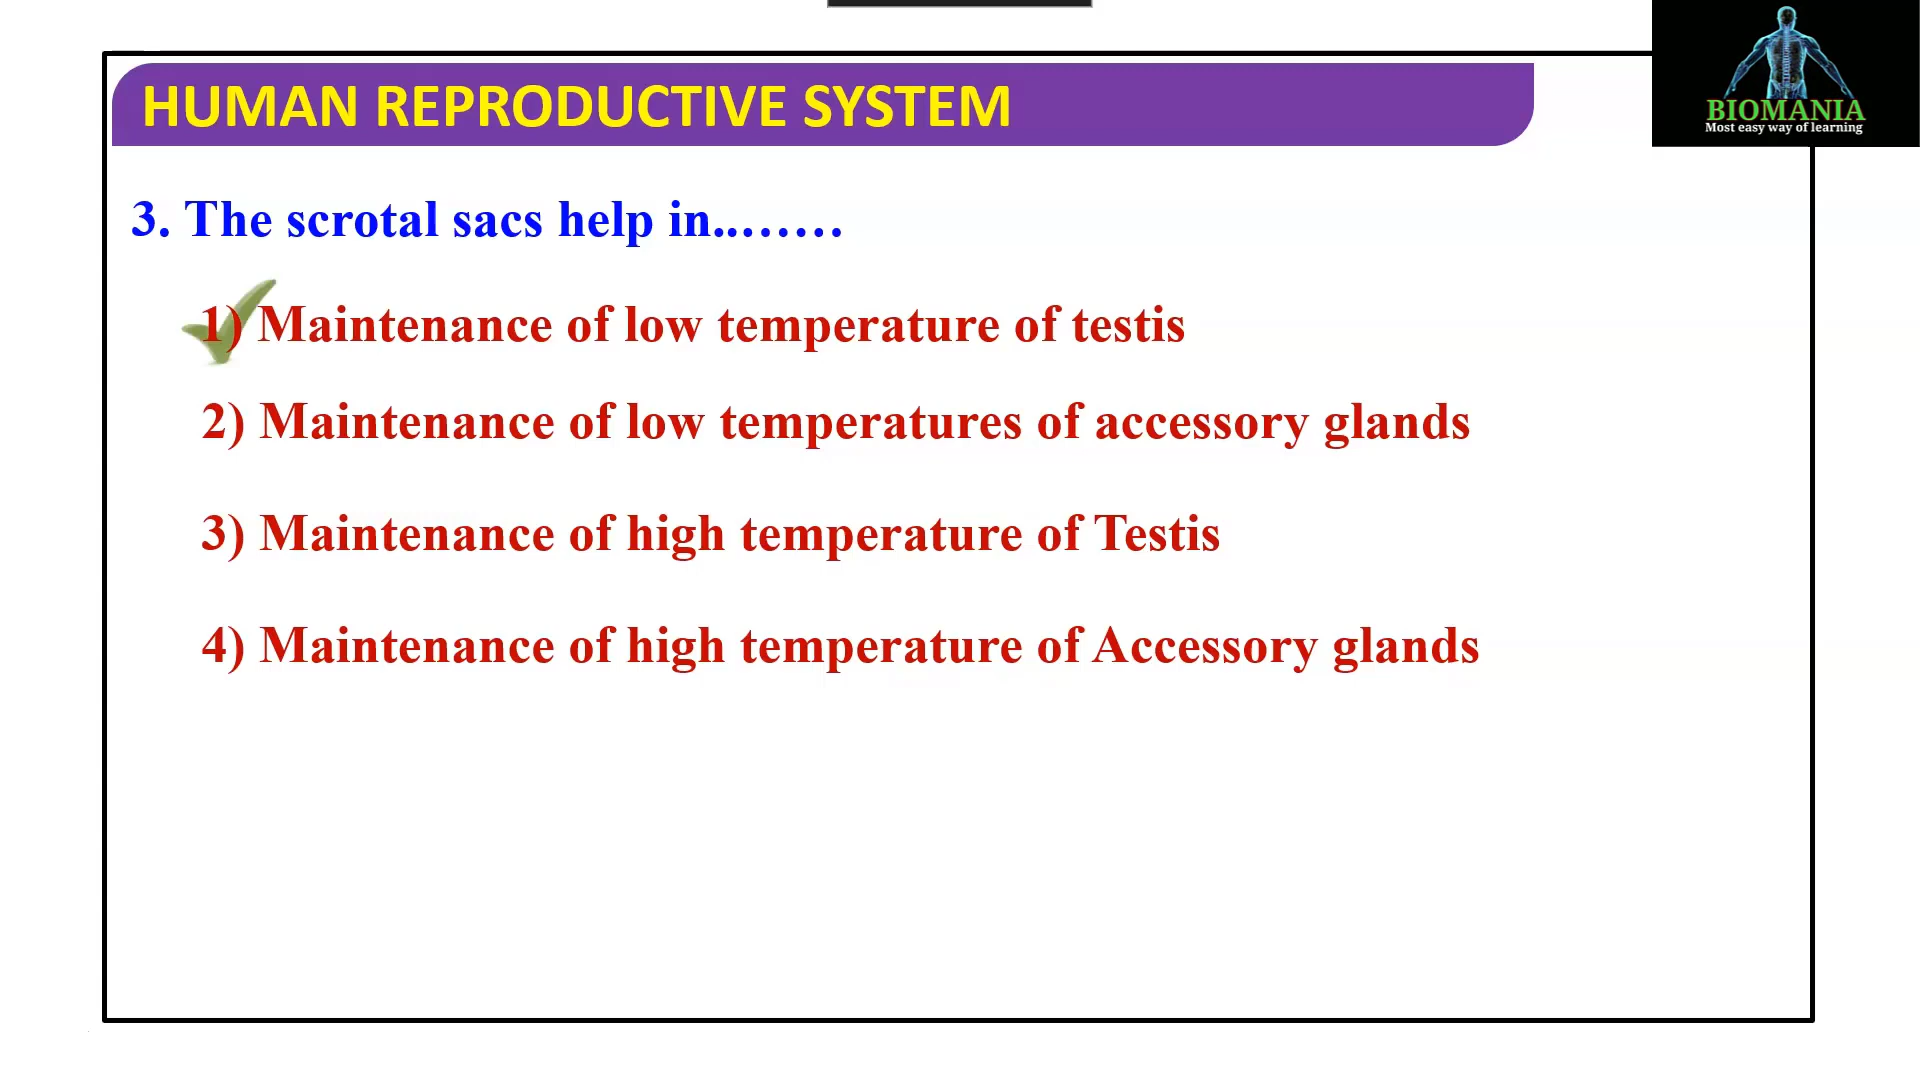 BIOMANIA
Most easy way of learning
HUMAN REPRODUCTIVE SYSTEM
3. The scrotal sacs help in..……
1) Maintenance of low temperature of testis
2) Maintenance of low temperatures of accessory glands
3) Maintenance of high temperature of Testis
4) Maintenance of high temperature of Accessory glands